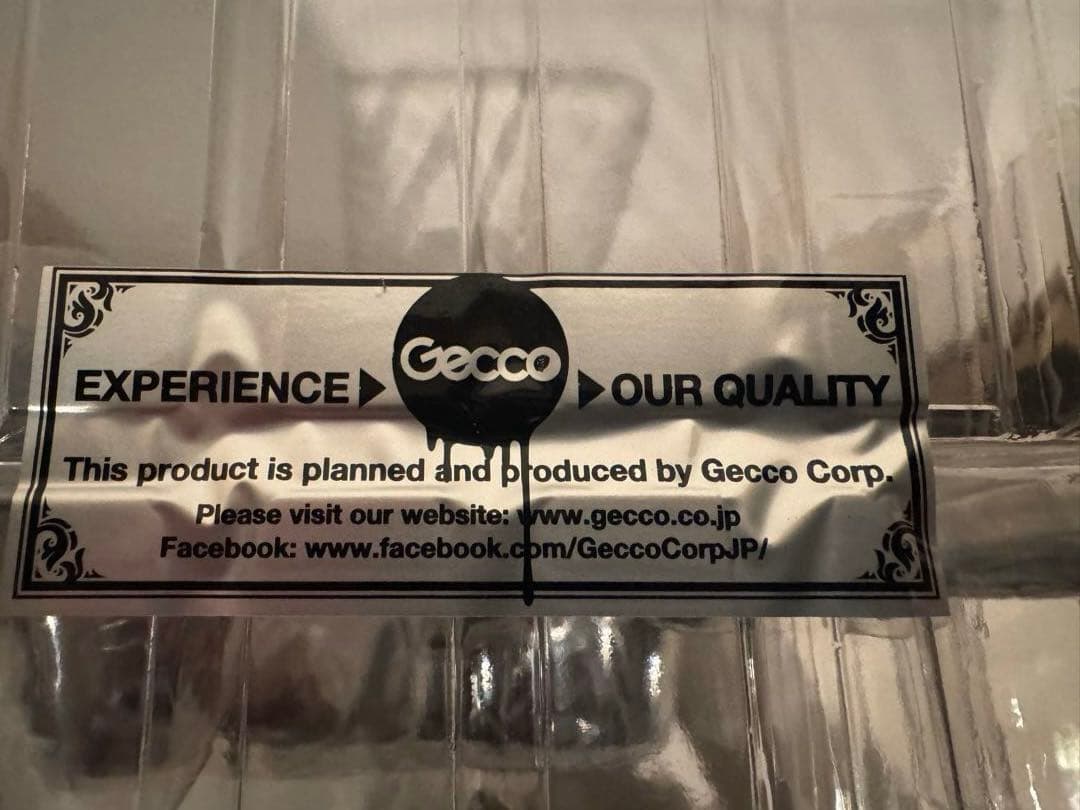 Gecco
EXPERIENCE▶ ▶OUR QUALITY
This product is planned and produced by Gecco Corp.
Please visit our website: www.gecco.co.jp
Facebook: www.facebook.com/GeccoCorpJP/